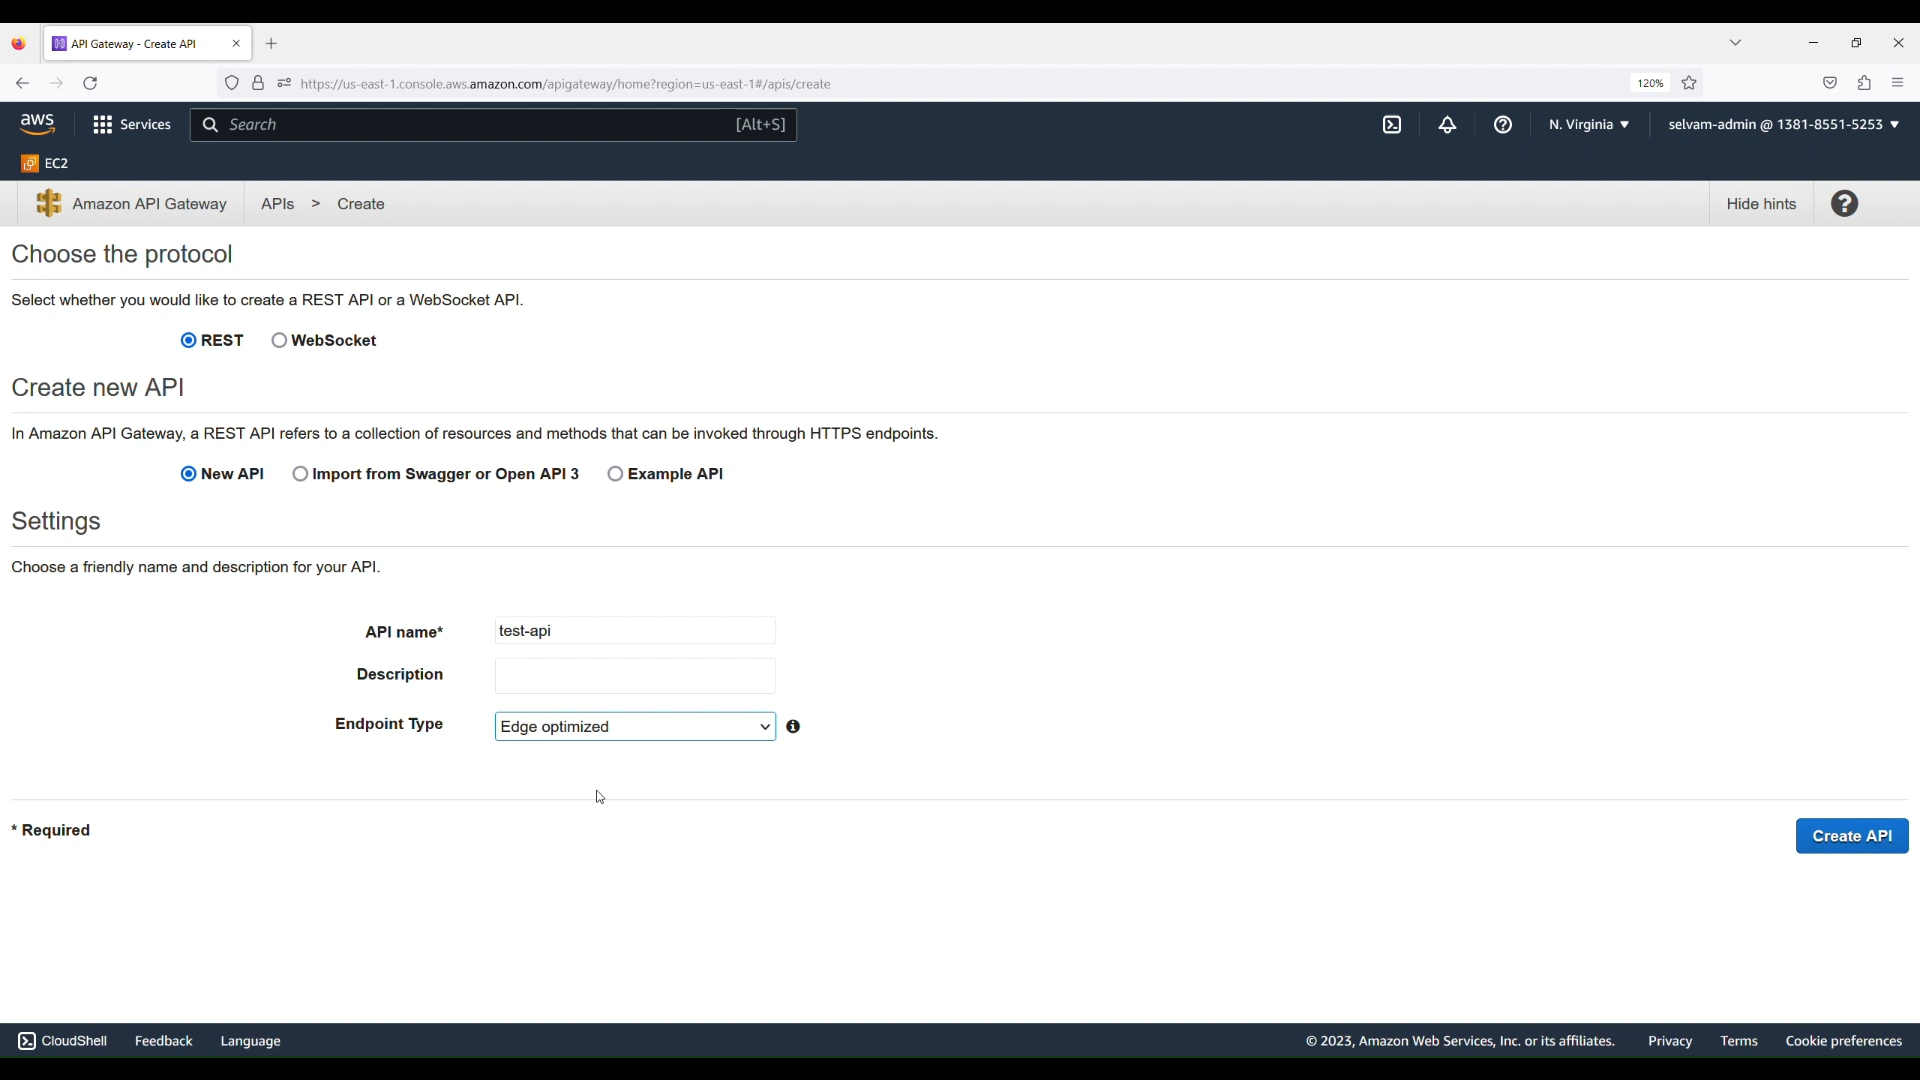 API Gateway - Create API
https://us-east-1.console.aws.amazon.com/apigateway/home?region=us-east-1#/apis/create
120%
aws
Services
Search
[Alt+S]
N. Virginia
selvam-admin @ 1381-8551-5253
EC2
Amazon API Gateway
APIs > Create
Hide hints
Choose the protocol
Select whether you would like to create a REST API or a WebSocket API.
REST
WebSocket
Create new API
In Amazon API Gateway, a REST API refers to a collection of resources and methods that can be invoked through HTTPS endpoints.
New API
Import from Swagger or Open API 3
Example API
Settings
Choose a friendly name and description for your API.
API name*
test-api
Description
Endpoint Type
Edge optimized
* Required
Create API
CloudShell
Feedback
Language
© 2023, Amazon Web Services, Inc. or its affiliates.
Privacy
Terms
Cookie preferences